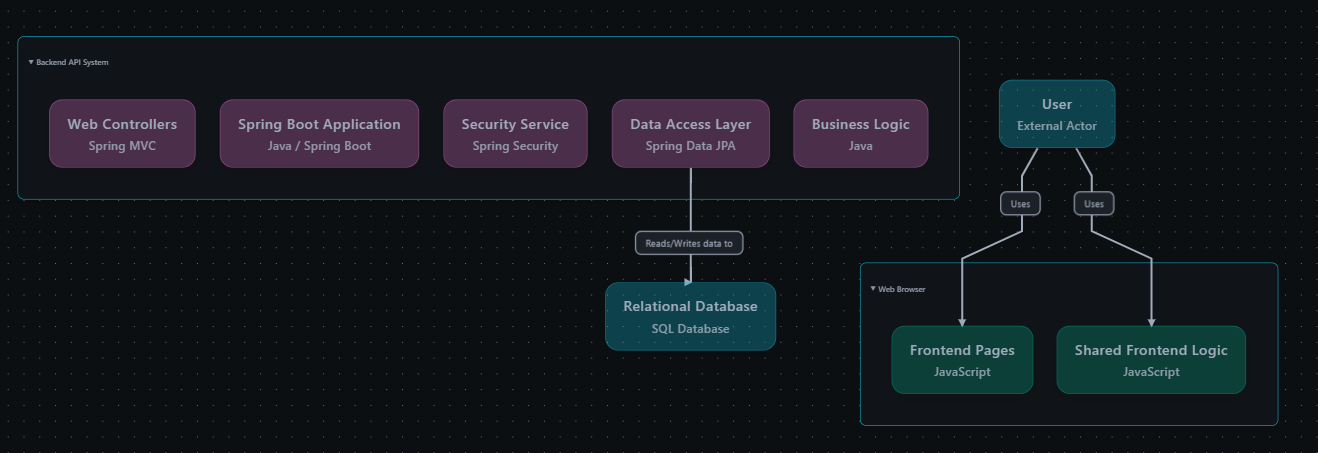 Backend API System
Web Controllers
Spring MVC
Spring Boot Application
Java / Spring Boot
Security Service
Spring Security
Data Access Layer
Spring Data JPA
Business Logic
Java
User
External Actor
Uses
Uses
Reads/Writes data to
Relational Database
SQL Database
Web Browser
Frontend Pages
JavaScript
Shared Frontend Logic
JavaScript